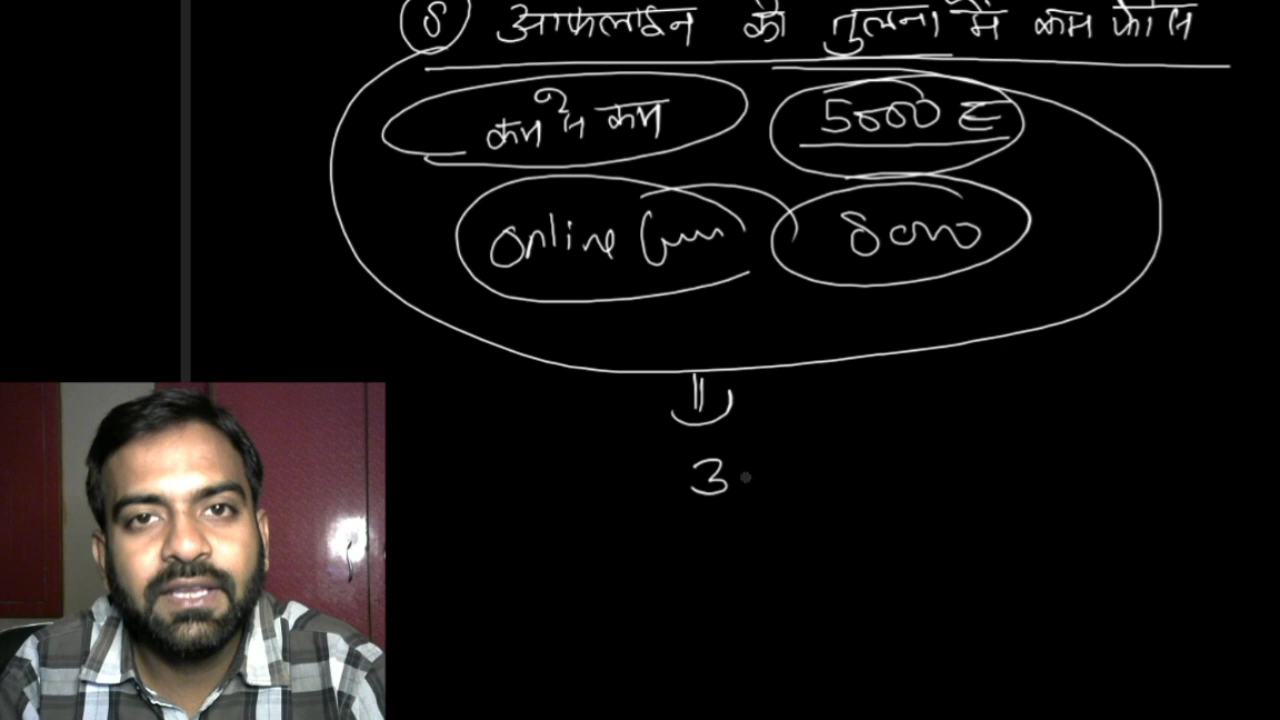 8 आफलाइन की तुलना में कम फीस
कम से कम 5000 ₹
online 8000
3